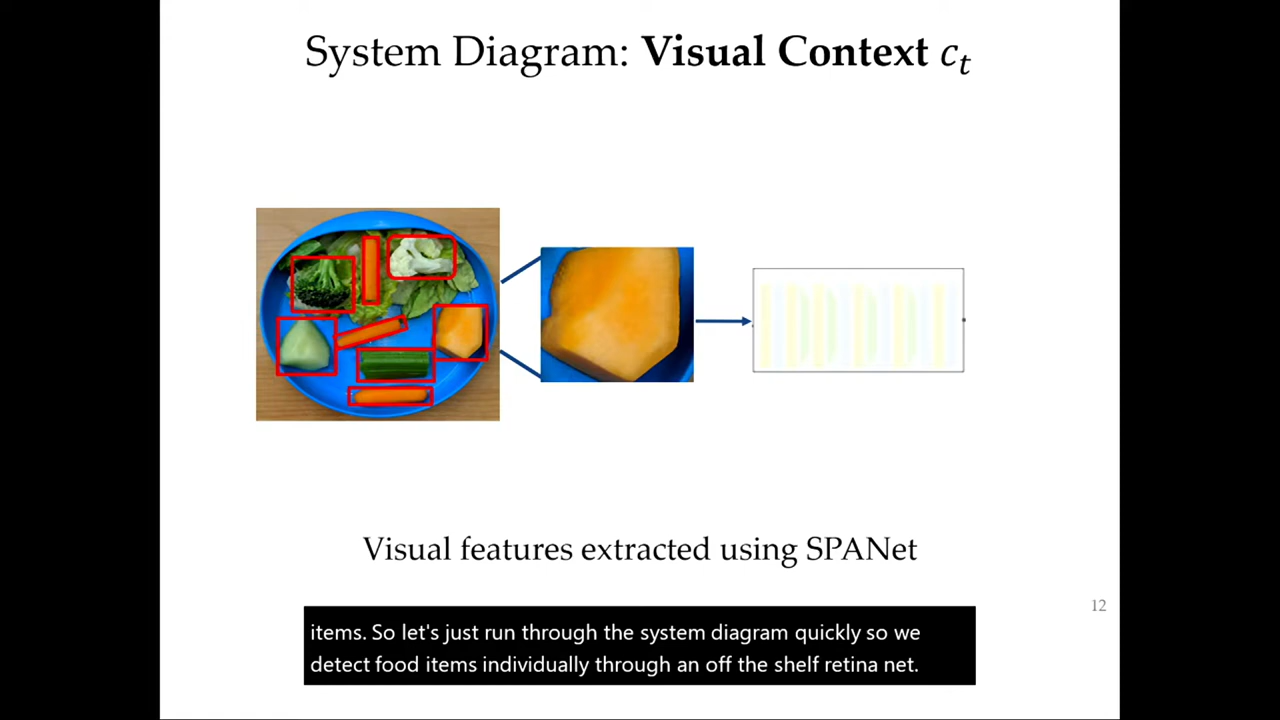 System Diagram: Visual Context cₜ
Visual features extracted using SPANet
12
items. So let's just run through the system diagram quickly so we
detect food items individually through an off the shelf retina net.